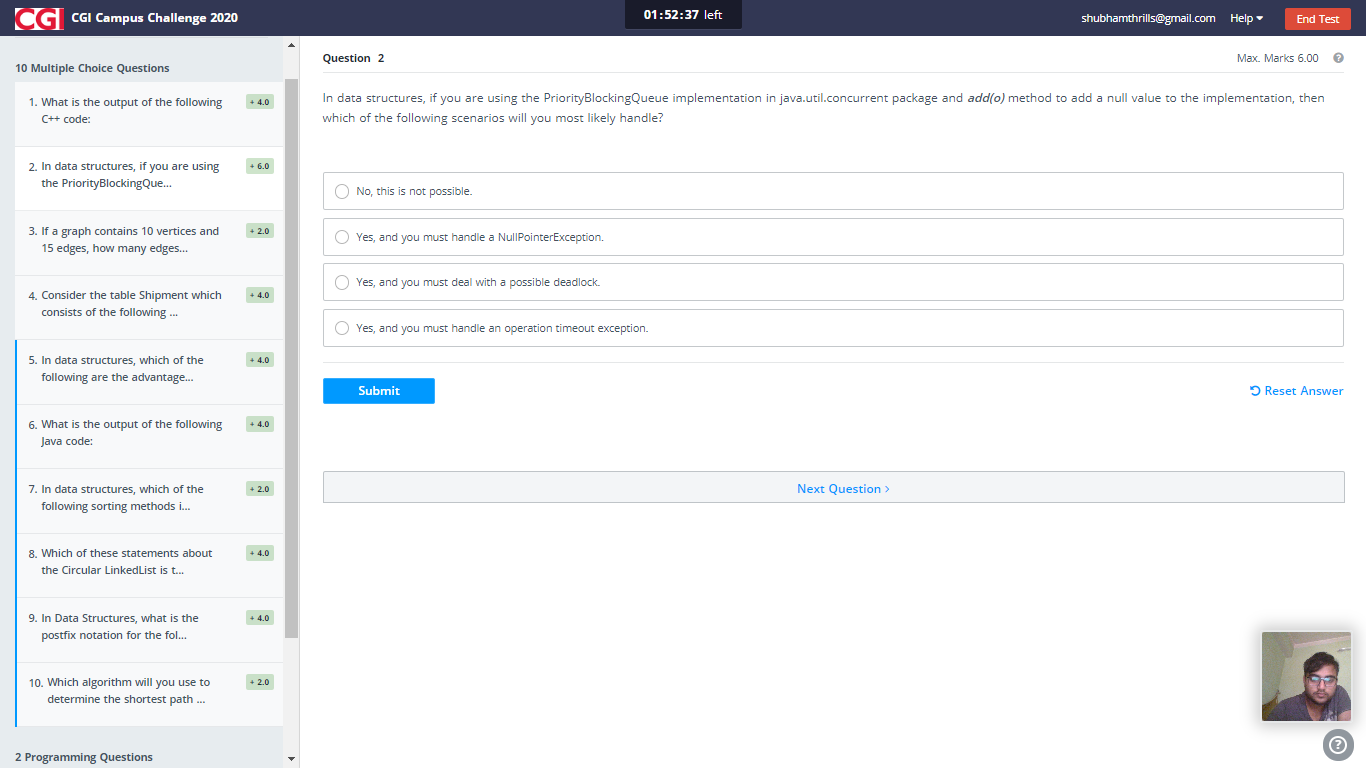 CGI CGI Campus Challenge 2020
01:52:37 left
shubhamthrills@gmail.com Help End Test
10 Multiple Choice Questions
1. What is the output of the following + 4.0
C++ code:
2. In data structures, if you are using + 6.0
the PriorityBlockingQue...
3. If a graph contains 10 vertices and + 2.0
15 edges, how many edges...
4. Consider the table Shipment which + 4.0
consists of the following ...
5. In data structures, which of the + 4.0
following are the advantage...
6. What is the output of the following + 4.0
Java code:
7. In data structures, which of the + 2.0
following sorting methods i...
8. Which of these statements about + 4.0
the Circular LinkedList is t...
9. In Data Structures, what is the + 4.0
postfix notation for the fol...
10. Which algorithm will you use to + 2.0
determine the shortest path ...
2 Programming Questions
Question 2
Max. Marks 6.00 ?
In data structures, if you are using the PriorityBlockingQueue implementation in java.util.concurrent package and add(o) method to add a null value to the implementation, then
which of the following scenarios will you most likely handle?
No, this is not possible.
Yes, and you must handle a NullPointerException.
Yes, and you must deal with a possible deadlock.
Yes, and you must handle an operation timeout exception.
Submit
Reset Answer
Next Question >
?